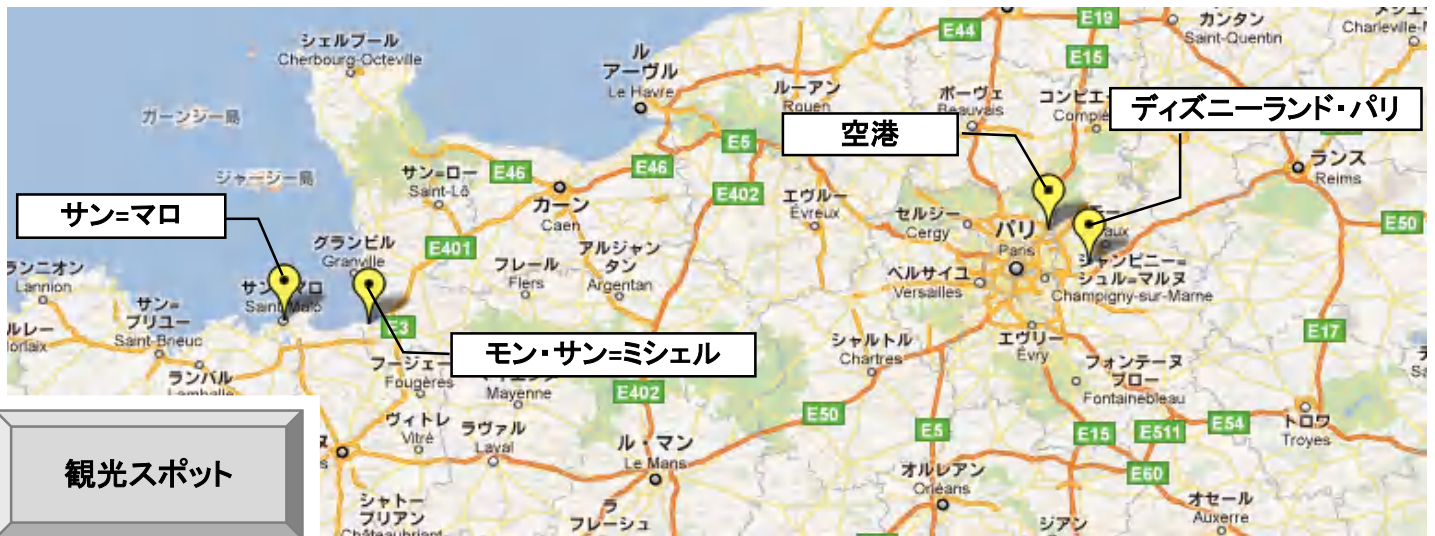 シェルブール
Cherbourg-Octeville
ガーンジー島
ジャージー島
サン=マロ
サン=ロー
Saint-Lô
E46
カーン
Caen
E46
ル
アーヴル
Le Havre
E5
E402
ルーアン
Rouen
E44
E19
E15
カンタン
Saint-Quentin
Charleville-
ボーヴェ
Beauvais
コンピエ
Compiè
空港
ディズニーランド・パリ
ランス
Reims
E50
エヴルー
Évreux
セルジー
Cergy
パリ
Paris
ベルサイユ
Versailles
シャンピニー=
シュル=マルヌ
Champigny-sur-Marne
グランビル
Granville
E401
フレール
Flers
アルジャン
タン
Argentan
ランニオン
Lannion
サン=
ブリユー
Saint-Brieuc
Saint-Malo
E3
モン・サン=ミシェル
ランバル
Lamballe
フージェー
Fougères
Mayenne
E402
シャルトル
Chartres
エヴリー
Évry
フォンテーヌ
ブロー
Fontainebleau
E17
E50
E5
E15
E511
E54
トロワ
Troyes
E60
ヴィトレ
Vitré
ラヴァル
Laval
ル・マン
Le Mans
オルレアン
Orléans
オセール
Auxerre
観光スポット
シャトー
ブリアン
Châteaubriant
ラ
フレーシュ
ジアン